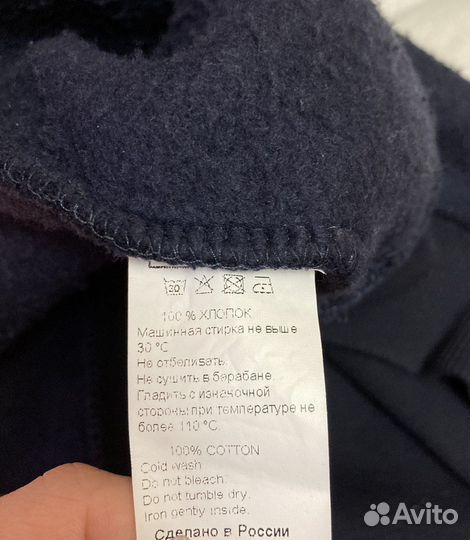 30
100 % ХЛОПОК
Машинная стирка не выше
30 °C
Не отбеливать.
Не сушить в барабане.
Гладить с изнаночной
стороны при температуре не
более 110 °C.
100% COTTON
Cold wash.
Do not bleach.
Do not tumble dry.
Iron gently inside.
Сделано в России
Avito